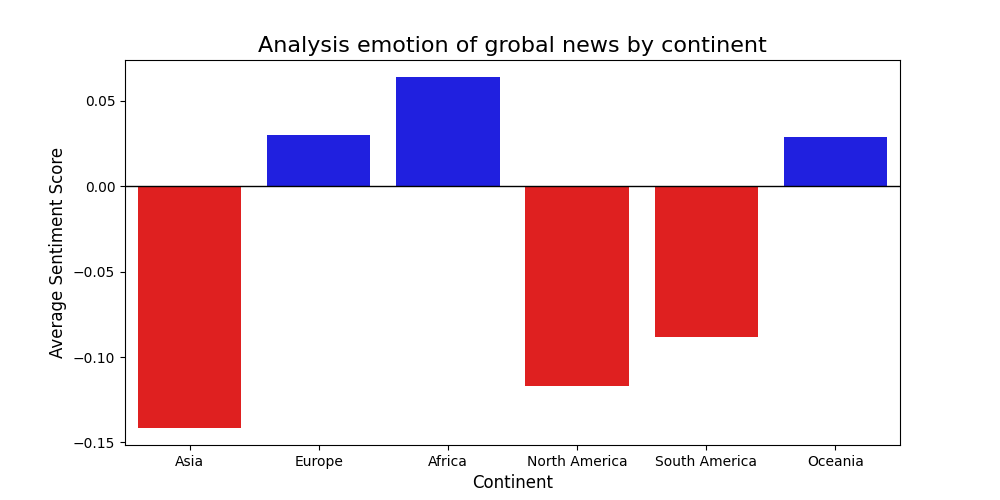 Analysis emotion of grobal news by continent
Average Sentiment Score
0.05
0.00
−0.05
−0.10
−0.15
Asia Europe Africa North America South America Oceania
Continent